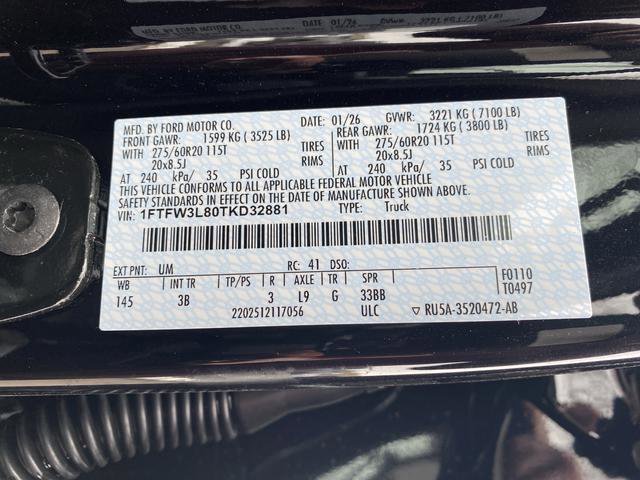 MFD. BY FORD MOTOR CO. DATE: 01/26 GVWR: 3221 KG ( 7100 LB)
FRONT GAWR: 1599 KG ( 3525 LB) REAR GAWR: 1724 KG ( 3800 LB)
WITH 275/60R20 115T TIRES WITH 275/60R20 115T TIRES
20x8.5J RIMS 20x8.5J RIMS
AT 240 kPa/ 35 PSI COLD AT 240 kPa/ 35 PSI COLD
THIS VEHICLE CONFORMS TO ALL APPLICABLE FEDERAL MOTOR VEHICLE
SAFETY STANDARDS IN EFFECT ON THE DATE OF MANUFACTURE SHOWN ABOVE.
VIN: 1FTFW3L80TKD32881 TYPE: Truck
EXT PNT: UM RC: 41 DSO: F0110
WB INT TR TP/PS R AXLE TR SPR T0497
145 3B 3 L9 G 33BB
2202512117056 ULC ▽ RU5A-3520472-AB